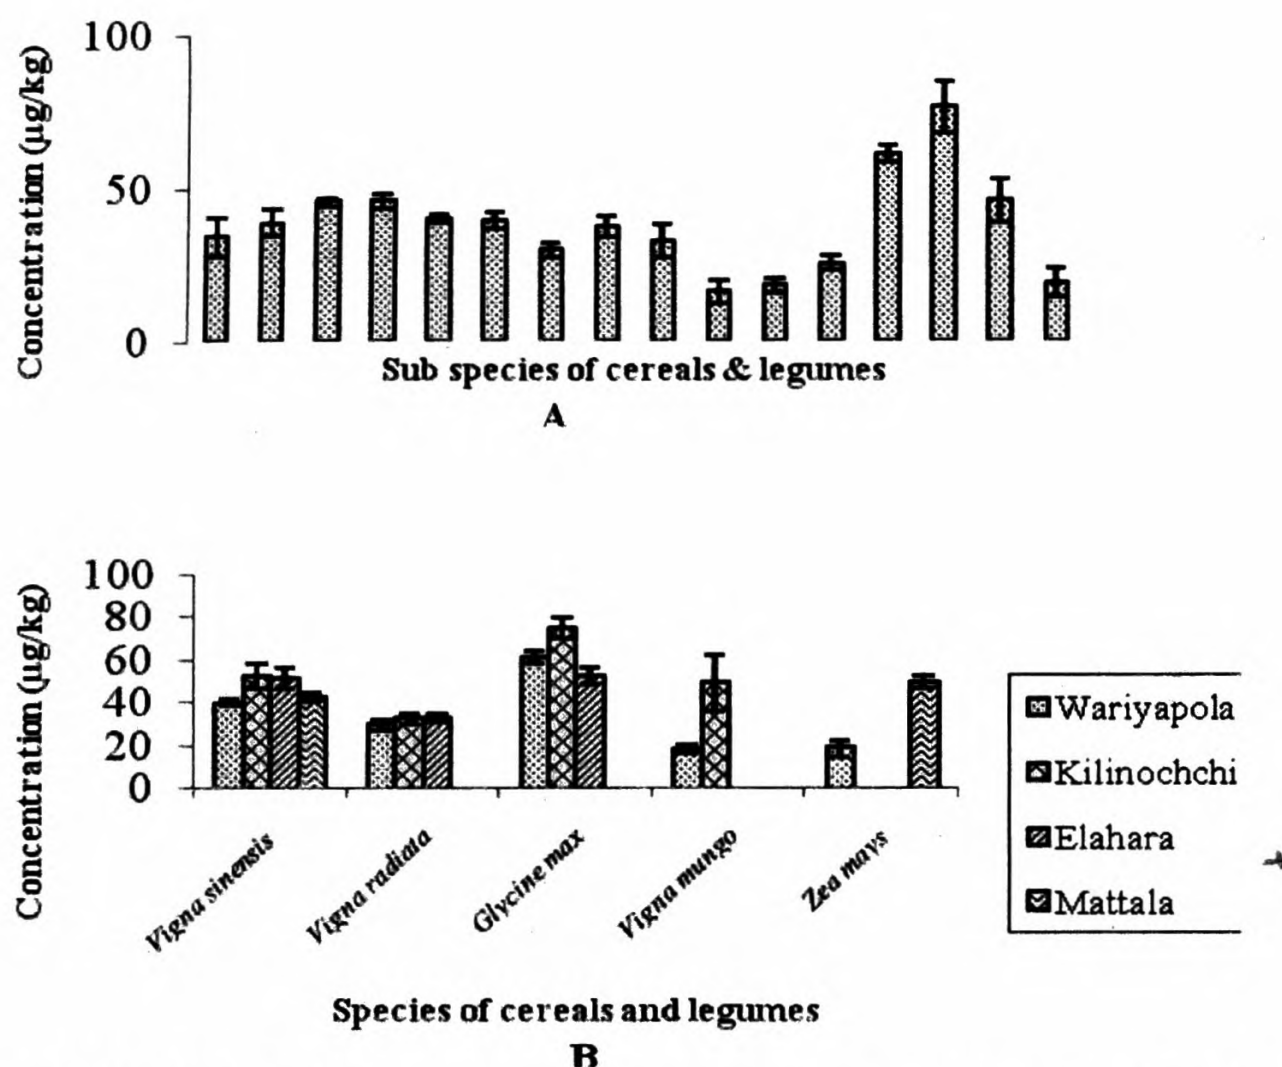 100
50
0
Concentration (µg/kg)
Sub species of cereals & legumes
A
100
80
60
40
20
0
Concentration (µg/kg)
Vigna sinensis
Vigna radiata
Glycine max
Vigna mungo
Zea mays
Species of cereals and legumes
B
Wariyapola
Kilinochchi
Elahara
Mattala